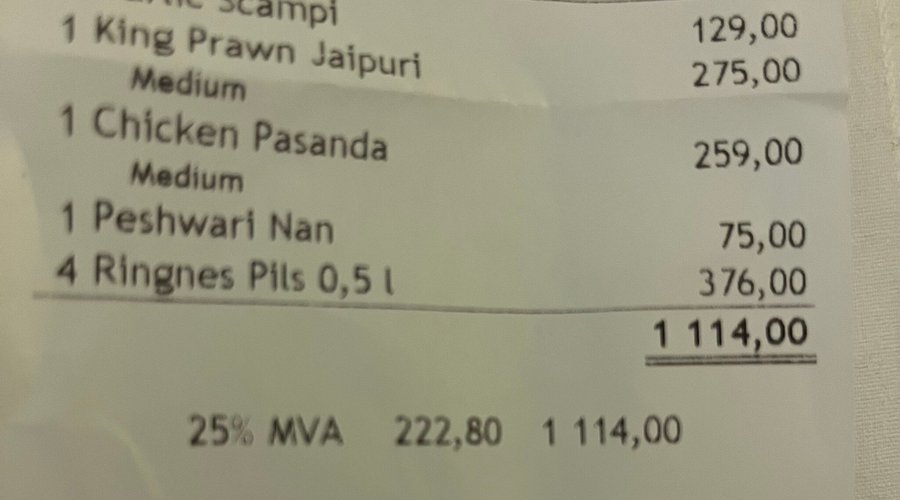 Scampi 129,00
1 King Prawn Jaipuri 275,00
Medium
1 Chicken Pasanda 259,00
Medium
1 Peshwari Nan 75,00
4 Ringnes Pils 0,5 l 376,00
1 114,00
25% MVA 222,80 1 114,00